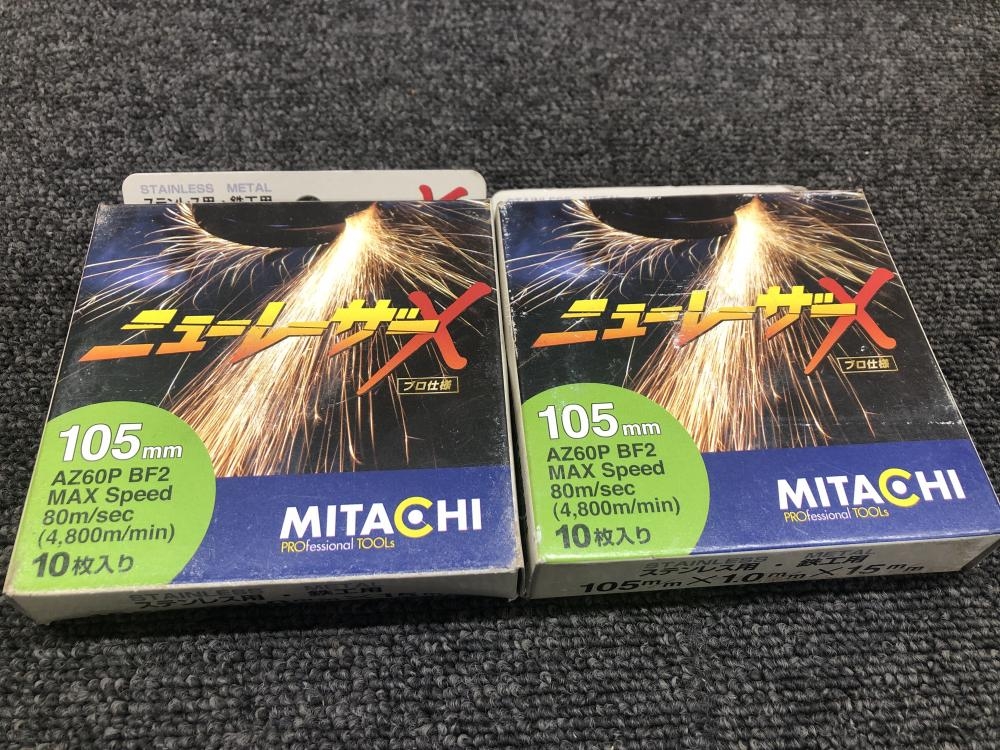 STAINLESS METAL
ステンレス用・鉄工用
ニューレーザーX
プロ仕様
105mm
AZ60P BF2
MAX Speed
80m/sec
(4,800m/min)
10枚入り
MITACHI
PROfessional TOOLs
STAINLESS METAL
ステンレス用・鉄工用
ニューレーザーX
プロ仕様
105mm
AZ60P BF2
MAX Speed
80m/sec
(4,800m/min)
10枚入り
MITACHI
PROfessional TOOLs
STAINLESS METAL
ステンレス用・鉄工用
105mm×1.0mm×15mm